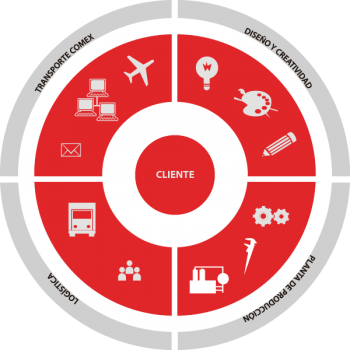 TRANSPORTE COMEX
DISEÑO Y CREATIVIDAD
CLIENTE
LOGÍSTICA
PLANTA DE PRODUCCIÓN